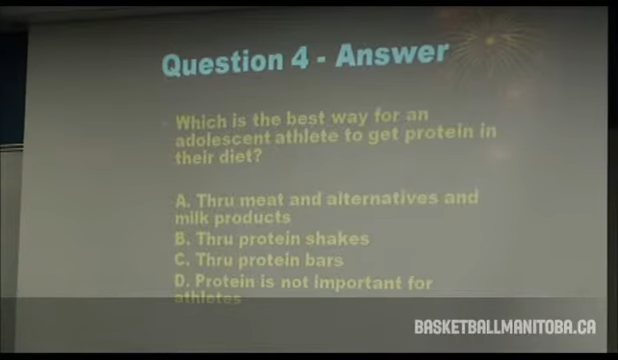 Question 4 - Answer
Which is the best way for an
adolescent athlete to get protein in
their diet?
A. Thru meat and alternatives and
milk products
B. Thru protein shakes
C. Thru protein bars
D. Protein is not important for
athletes
BASKETBALLMANITOBA.CA